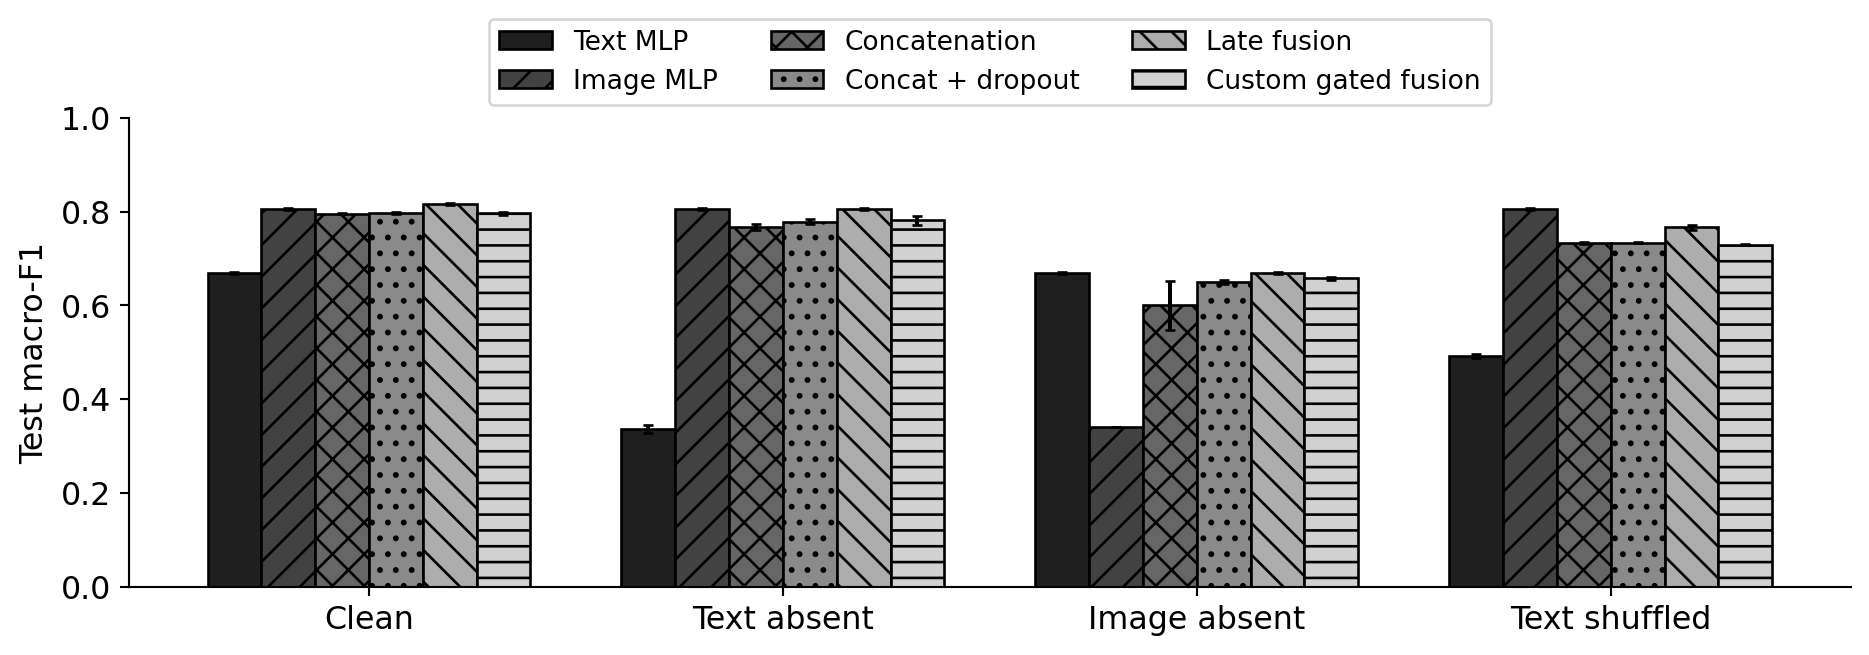 Text MLP
Image MLP
Concatenation
Concat + dropout
Late fusion
Custom gated fusion
Test macro-F1
1.0
0.8
0.6
0.4
0.2
0.0
Clean
Text absent
Image absent
Text shuffled